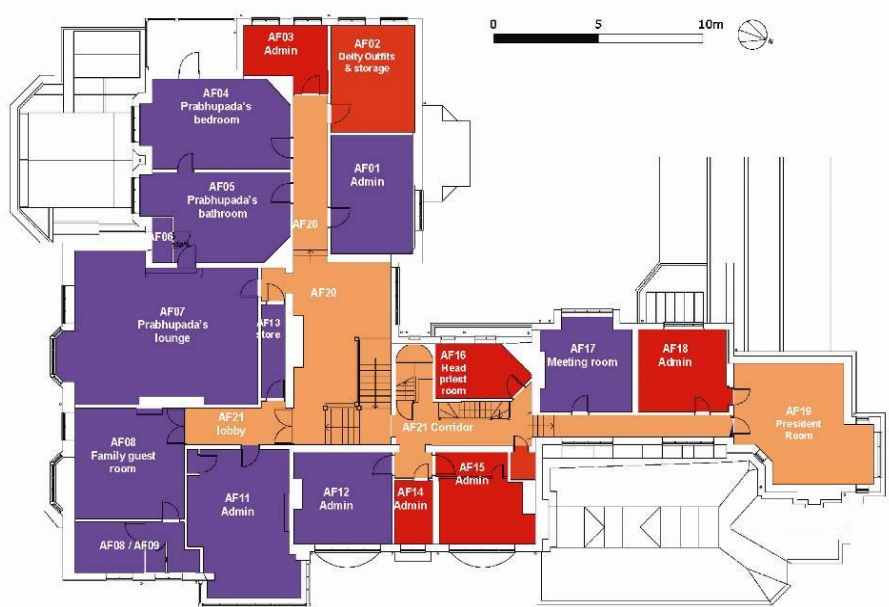 0 5 10m
AF03
Admin
AF02
Deity Outfits
& storage
AF04
Prabhupada's
bedroom
AF01
Admin
AF05
Prabhupada's
bathroom
AF06
AF20
AF20
AF07
Prabhupada's
lounge
AF13
store
AF16
Head
priest
room
AF17
Meeting room
AF18
Admin
AF19
President
Room
AF21
lobby
AF21 Corridor
AF08
Family guest
room
AF11
Admin
AF12
Admin
AF14
Admin
AF15
Admin
AF08 / AF09